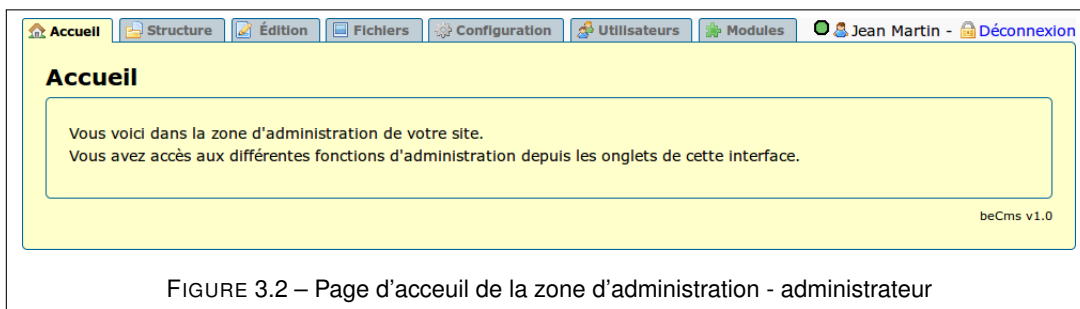 Accueil Structure Édition Fichiers Configuration Utilisateurs Modules Jean Martin - Déconnexion
Accueil
Vous voici dans la zone d'administration de votre site.
Vous avez accès aux différentes fonctions d'administration depuis les onglets de cette interface.
beCms v1.0
FIGURE 3.2 – Page d'acceuil de la zone d'administration - administrateur